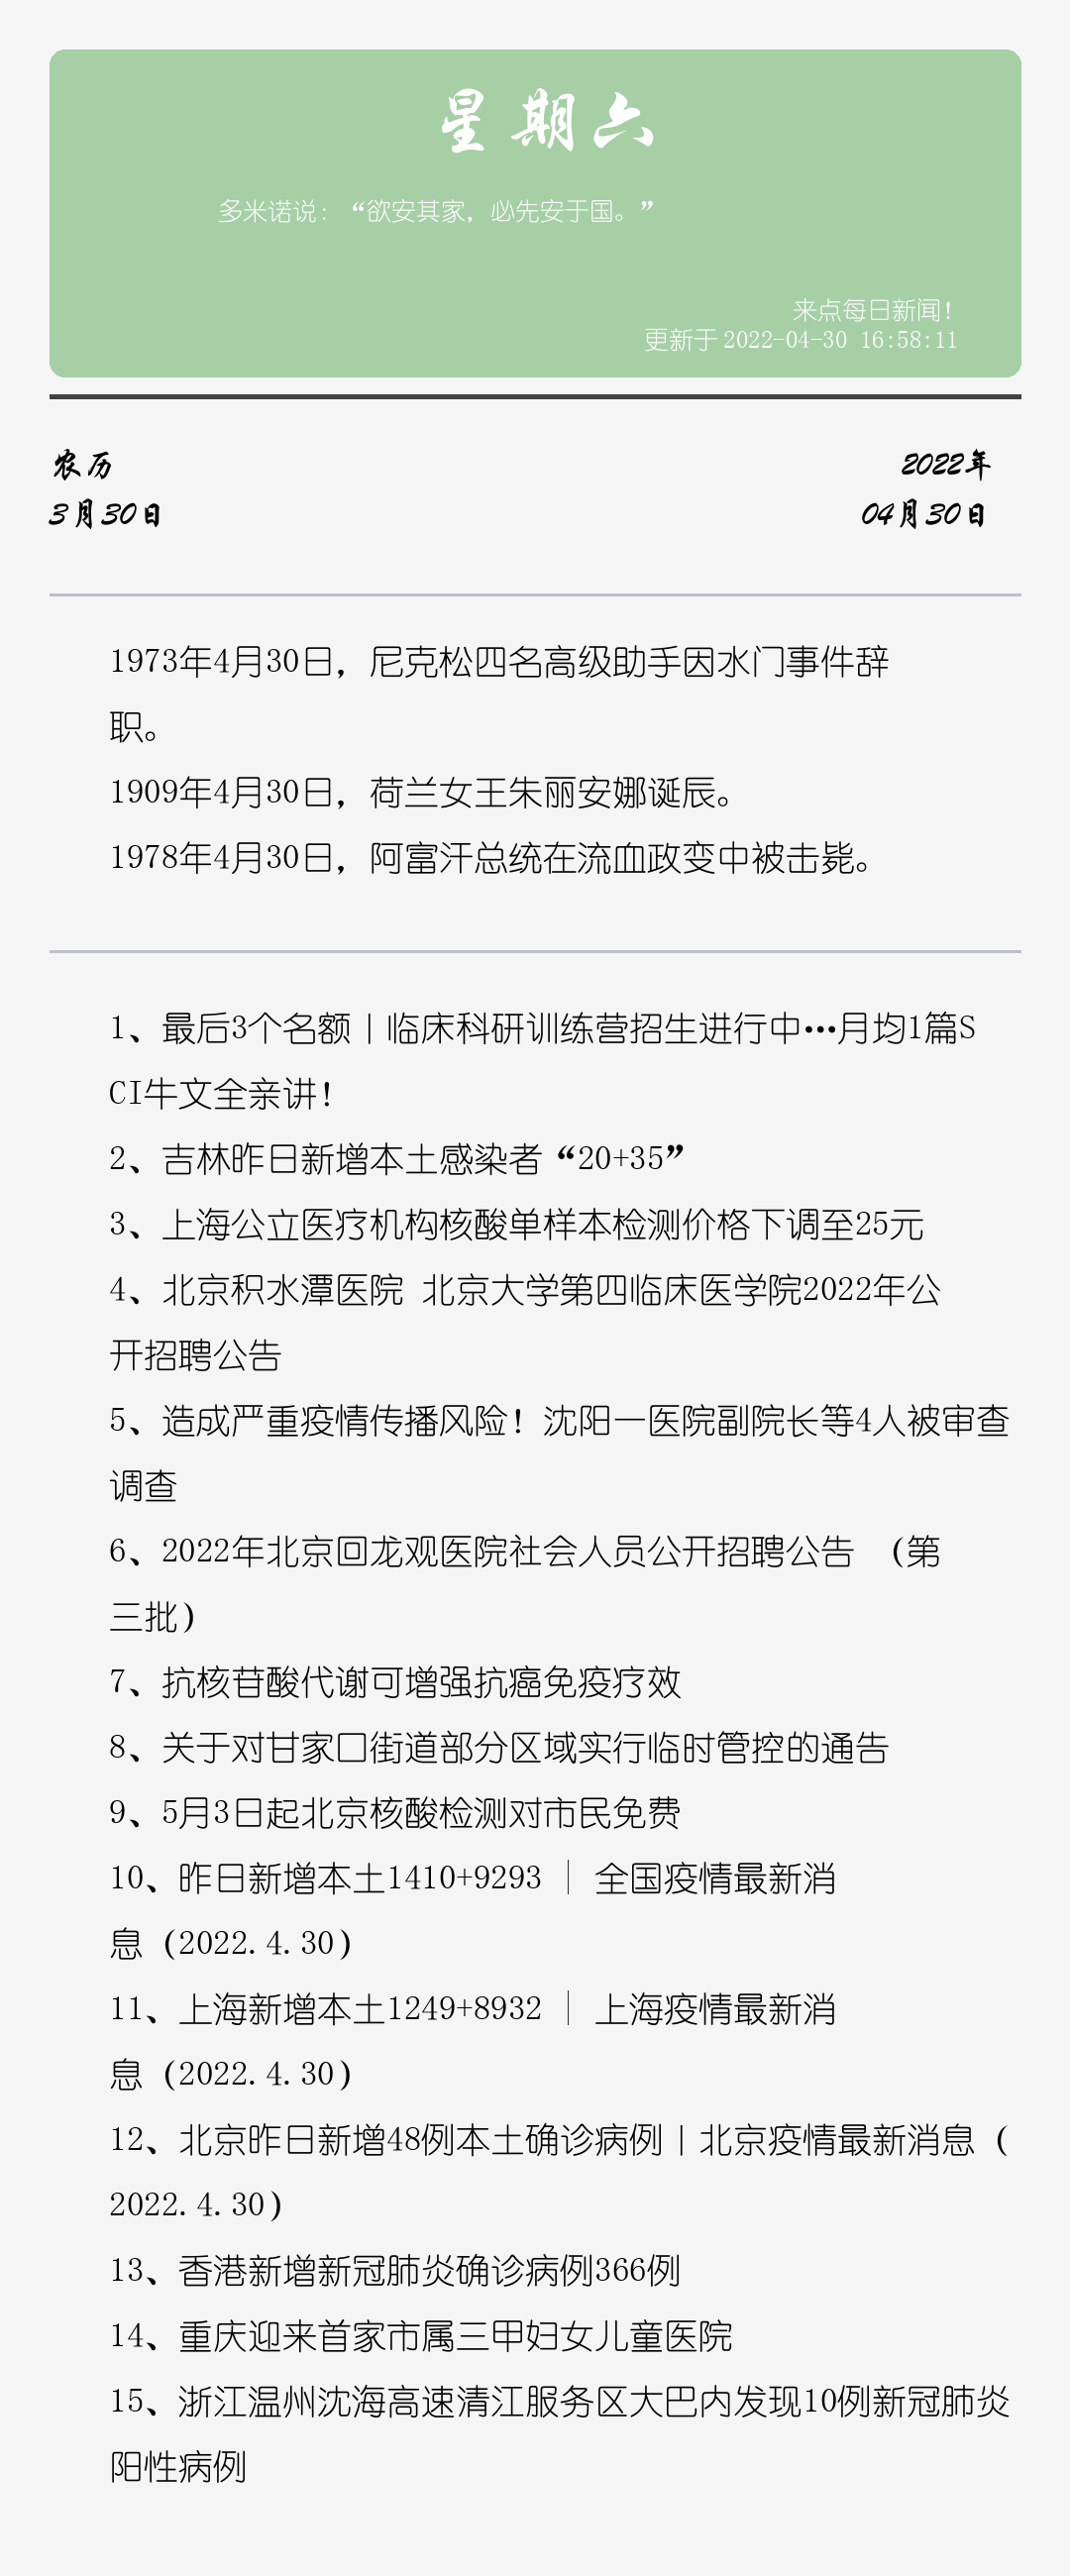 星期六
多米诺说：“欲安其家，必先安于国。”
来点每日新闻！
更新于 2022-04-30 16:58:11
农历
2022年
3月30日
04月30日
1973年4月30日，尼克松四名高级助手因水门事件辞
职。
1909年4月30日，荷兰女王朱丽安娜诞辰。
1978年4月30日，阿富汗总统在流血政变中被击毙。
1、最后3个名额丨临床科研训练营招生进行中…月均1篇S
CI牛文全亲讲！
2、吉林昨日新增本土感染者“20+35”
3、上海公立医疗机构核酸单样本检测价格下调至25元
4、北京积水潭医院 北京大学第四临床医学院2022年公
开招聘公告
5、造成严重疫情传播风险！沈阳一医院副院长等4人被审查
调查
6、2022年北京回龙观医院社会人员公开招聘公告 （第
三批）
7、抗核苷酸代谢可增强抗癌免疫疗效
8、关于对甘家口街道部分区域实行临时管控的通告
9、5月3日起北京核酸检测对市民免费
10、昨日新增本土1410+9293 │ 全国疫情最新消
息（2022.4.30）
11、上海新增本土1249+8932 │ 上海疫情最新消
息（2022.4.30）
12、北京昨日新增48例本土确诊病例丨北京疫情最新消息（
2022.4.30）
13、香港新增新冠肺炎确诊病例366例
14、重庆迎来首家市属三甲妇女儿童医院
15、浙江温州沈海高速清江服务区大巴内发现10例新冠肺炎
阳性病例